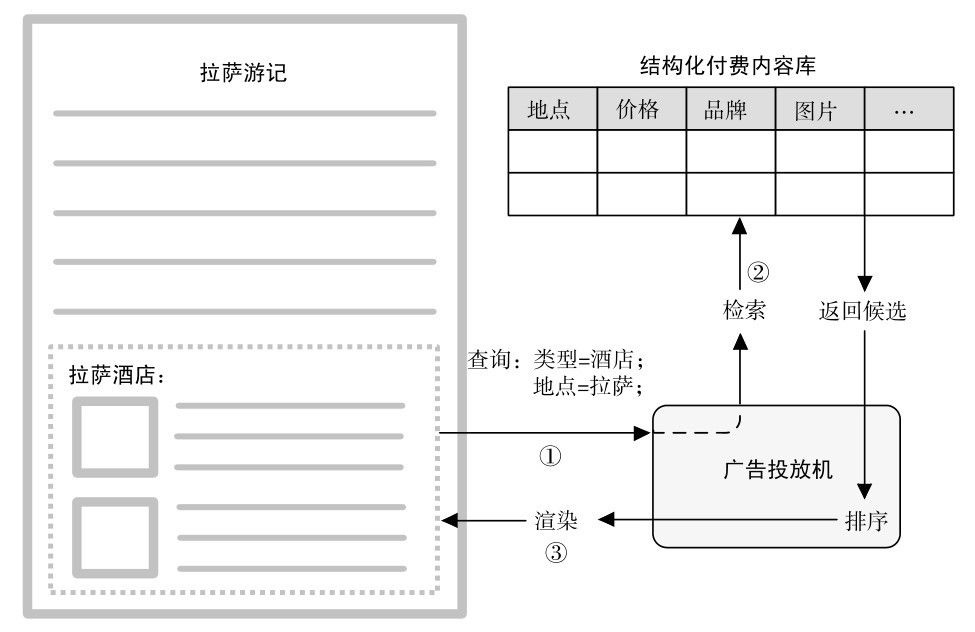 拉萨游记
拉萨酒店：
结构化付费内容库
地点 价格 品牌 图片 …
②
检索
返回候选
查询：类型=酒店；
地点=拉萨；
①
广告投放机
渲染
排序
③